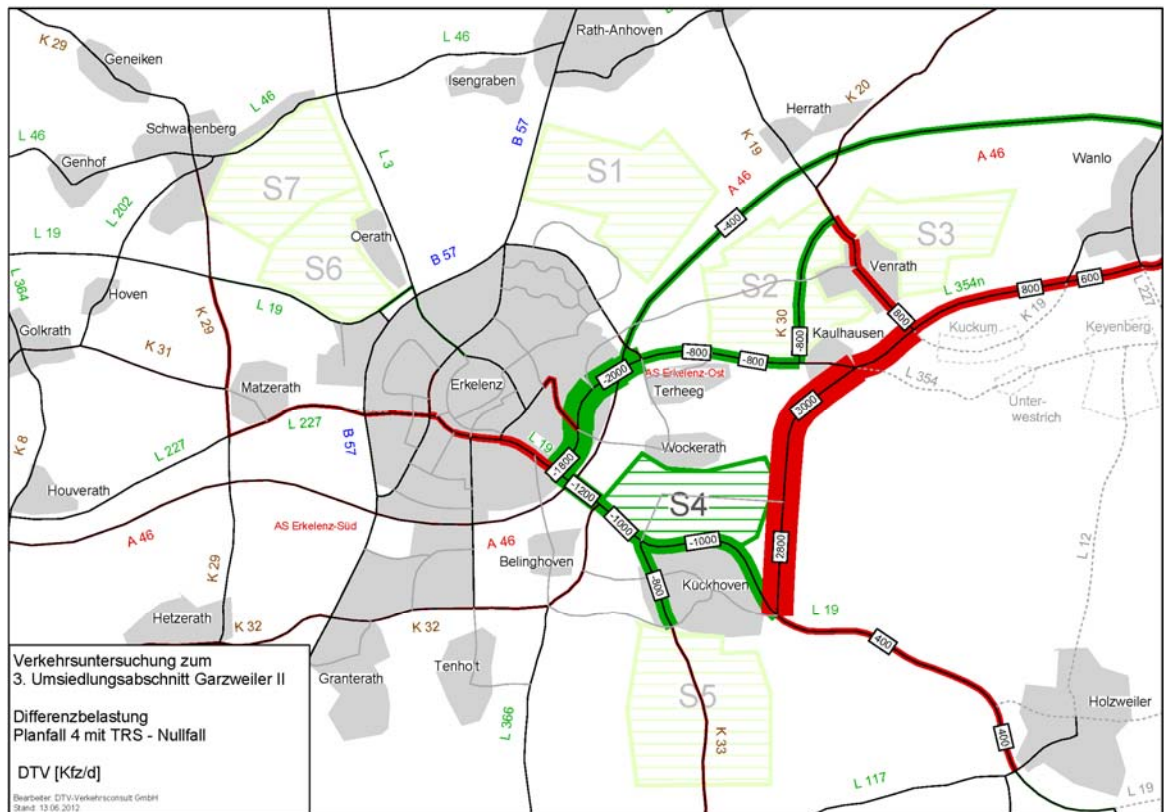 Rath-Anhoven
K 29
L 46
Geneiken
Isengraben
K 20
Herrath
L 46
Schwanenberg
B 57
K 19
L 46
L 3
A 46
Wanlo
Genhof
S7
S1
A 46
L 202
-400
S3
L 19
Oerath
B 57
S6
S2
Venrath
L 364
Hoven
L 354n
L 227
800
600
L 19
K 29
K 30
800
K 19
Golkrath
-800
Kuckum
Keyenberg
Kaulhausen
K 31
-800
-800
Erkelenz
-2000
AS Erkelenz-Ost
L 354
Matzerath
Terheeg
Unter-
westrich
3000
K 8
L 227
B 57
L 19
Wockerath
L 227
-1800
-1200
Houverath
S4
AS Erkelenz-Süd
-1000
A 46
A 46
-1000
2800
L 12
Belinghoven
K 29
-800
Kückhoven
L 19
Hetzerath
K 32
K 32
400
Granterath
Tenholt
S5
Holzweiler
L 366
K 33
400
L 117
L 19
Verkehrsuntersuchung zum
3. Umsiedlungsabschnitt Garzweiler II
Differenzbelastung
Planfall 4 mit TRS - Nullfall
DTV [Kfz/d]
Bearbeiter: DTV-Verkehrsconsult GmbH
Stand: 13.06.2012